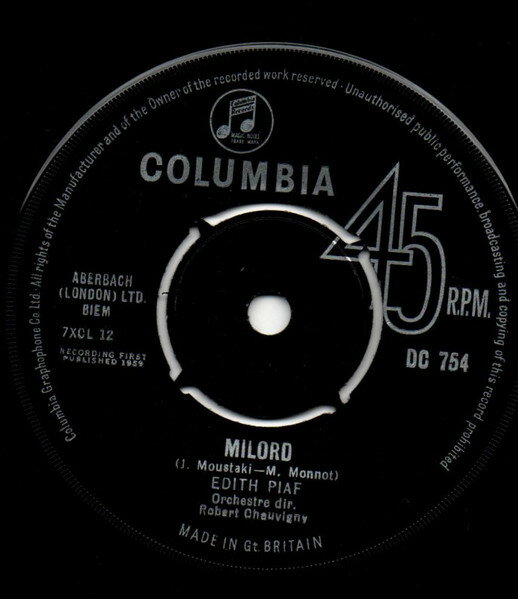 Columbia Graphophone Co. Ltd. All rights of the Manufacturer and of the Owner of the recorded work reserved · Unauthorised public performance, broadcasting and copying of this record prohibited
Columbia
Records
MAGIC NOTES
TRADE MARK
COLUMBIA
45
R.P.M.
ABERBACH
(LONDON) LTD.
BIEM
7XCL 12
RECORDING FIRST
PUBLISHED 1959
DC 754
MILORD
(J. Moustaki—M. Monnot)
EDITH PIAF
Orchestre dir.
Robert Chauvigny
MADE IN Gt. BRITAIN